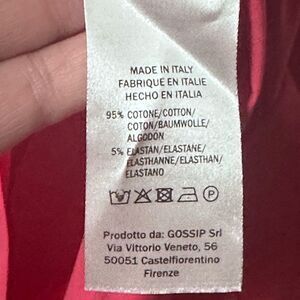 MADE IN ITALY
FABRIQUE EN ITALIE
HECHO EN ITALIA
95% COTONE/COTTON/
COTON/BAUMWOLLE/
ALGODÓN
5% ELASTAN/ELASTANE/
ELASTHANNE/ELASTHAN/
ELASTANO
P
Prodotto da: GOSSIP Srl
Via Vittorio Veneto, 56
50051 Castelfiorentino
Firenze